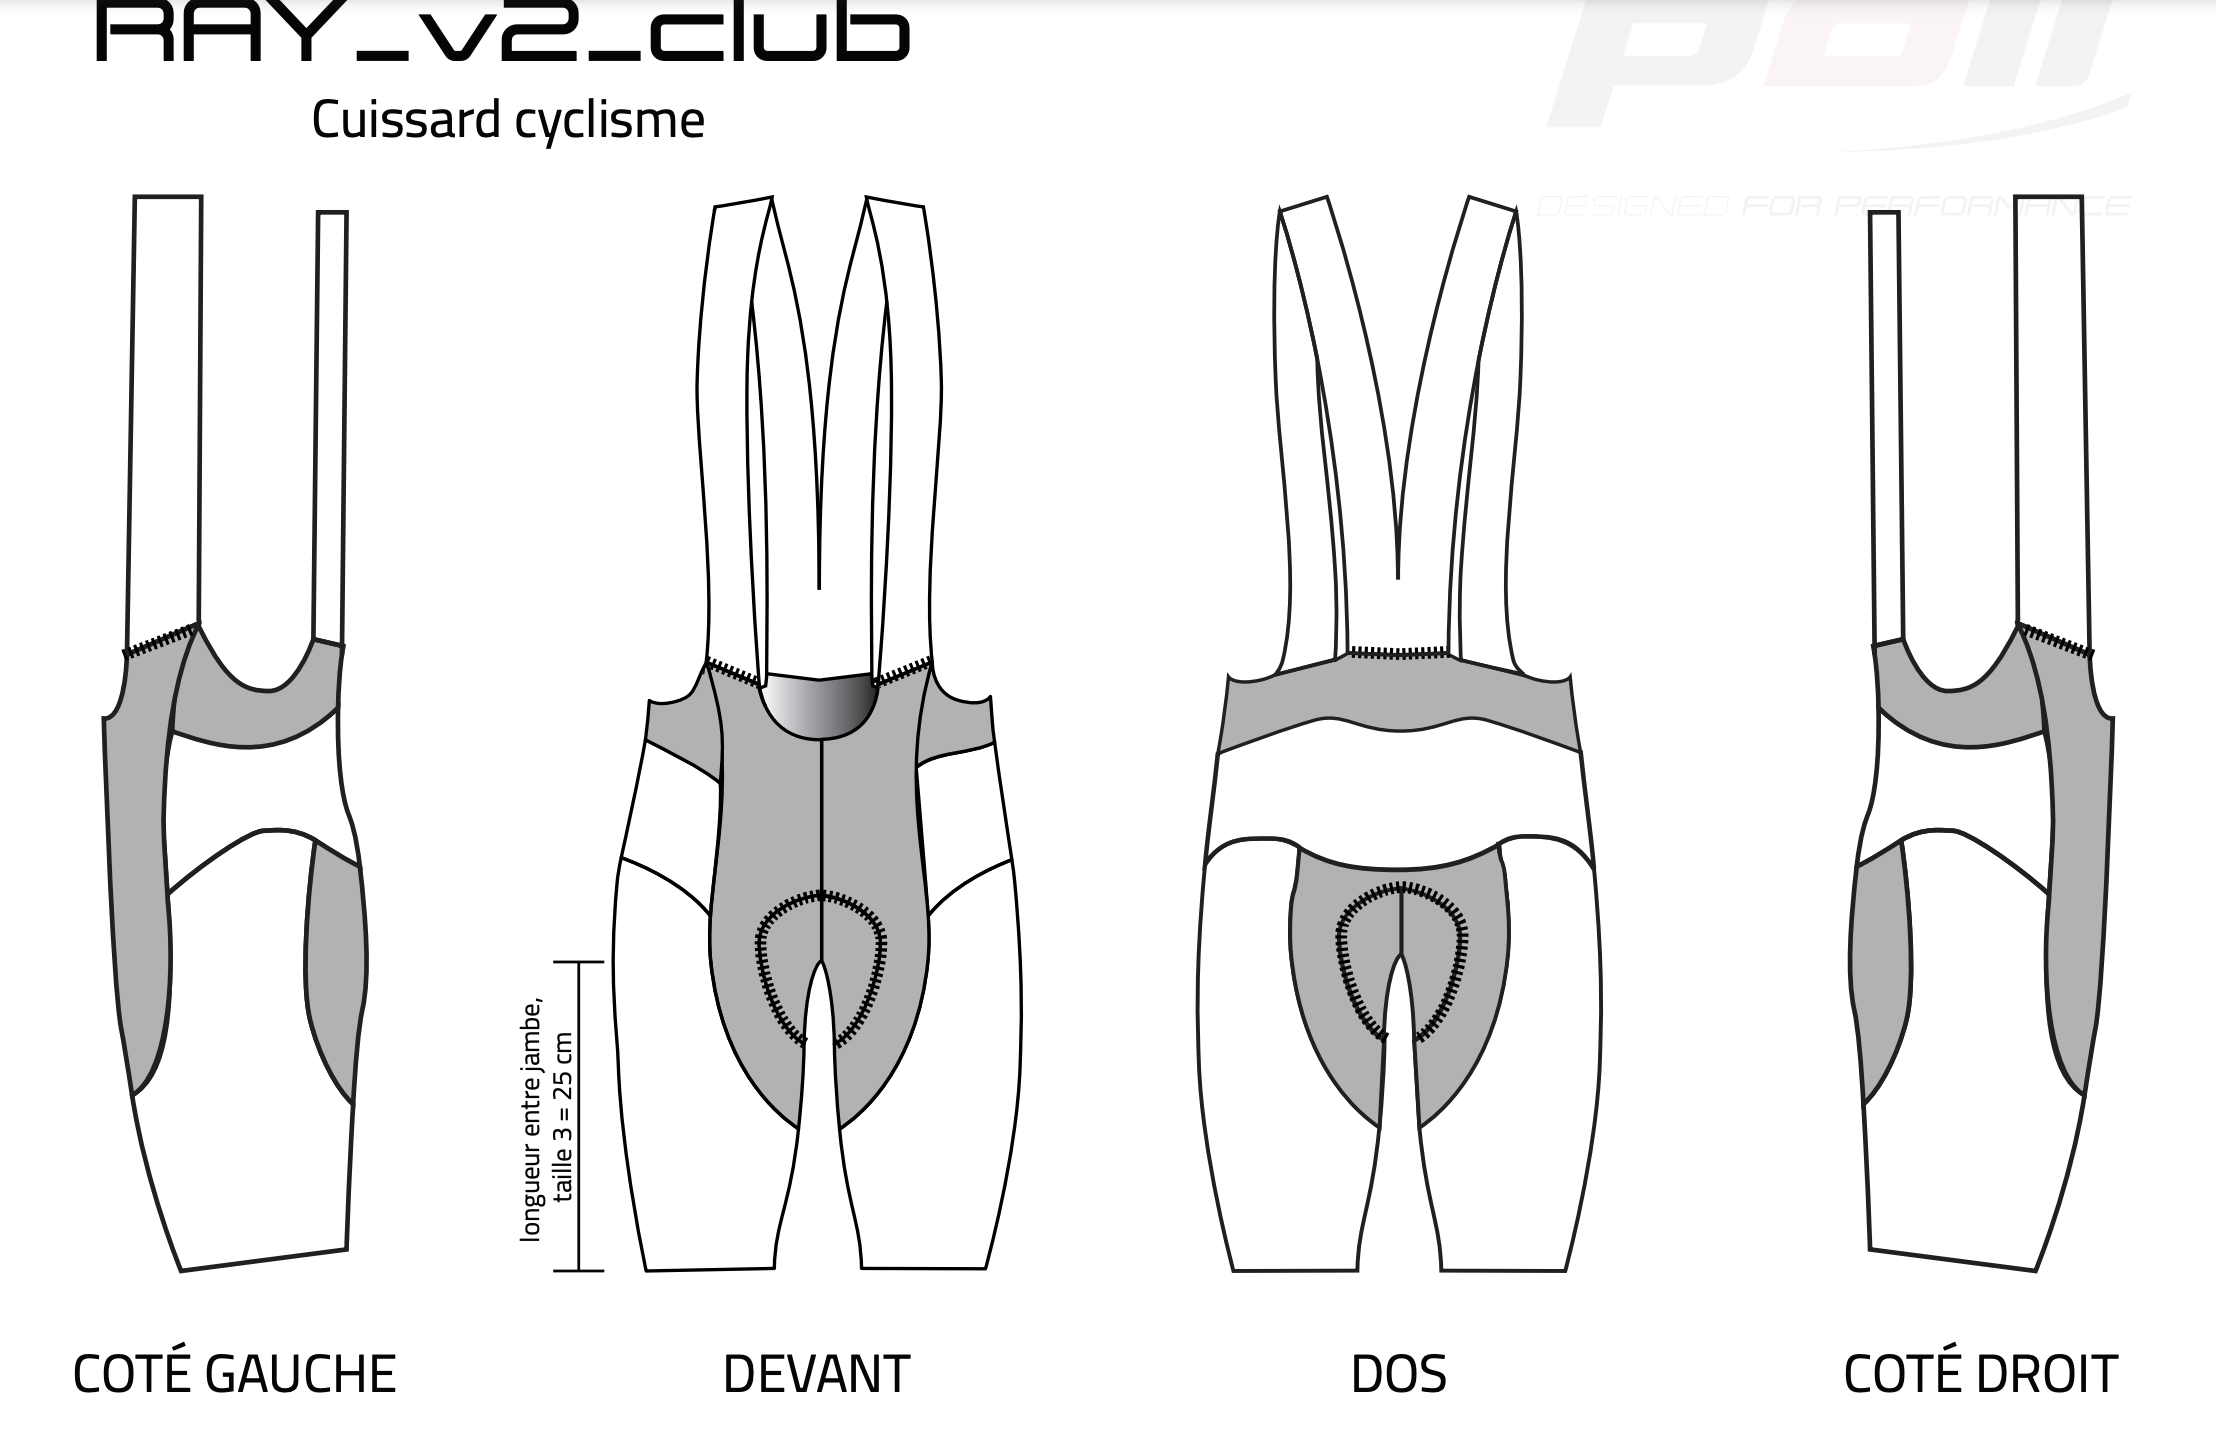 RAY_v2_club
Cuissard cyclisme
poli
DESIGNED FOR PERFORMANCE
longueur entre jambe,
taille 3 = 25 cm
COTÉ GAUCHE
DEVANT
DOS
COTÉ DROIT